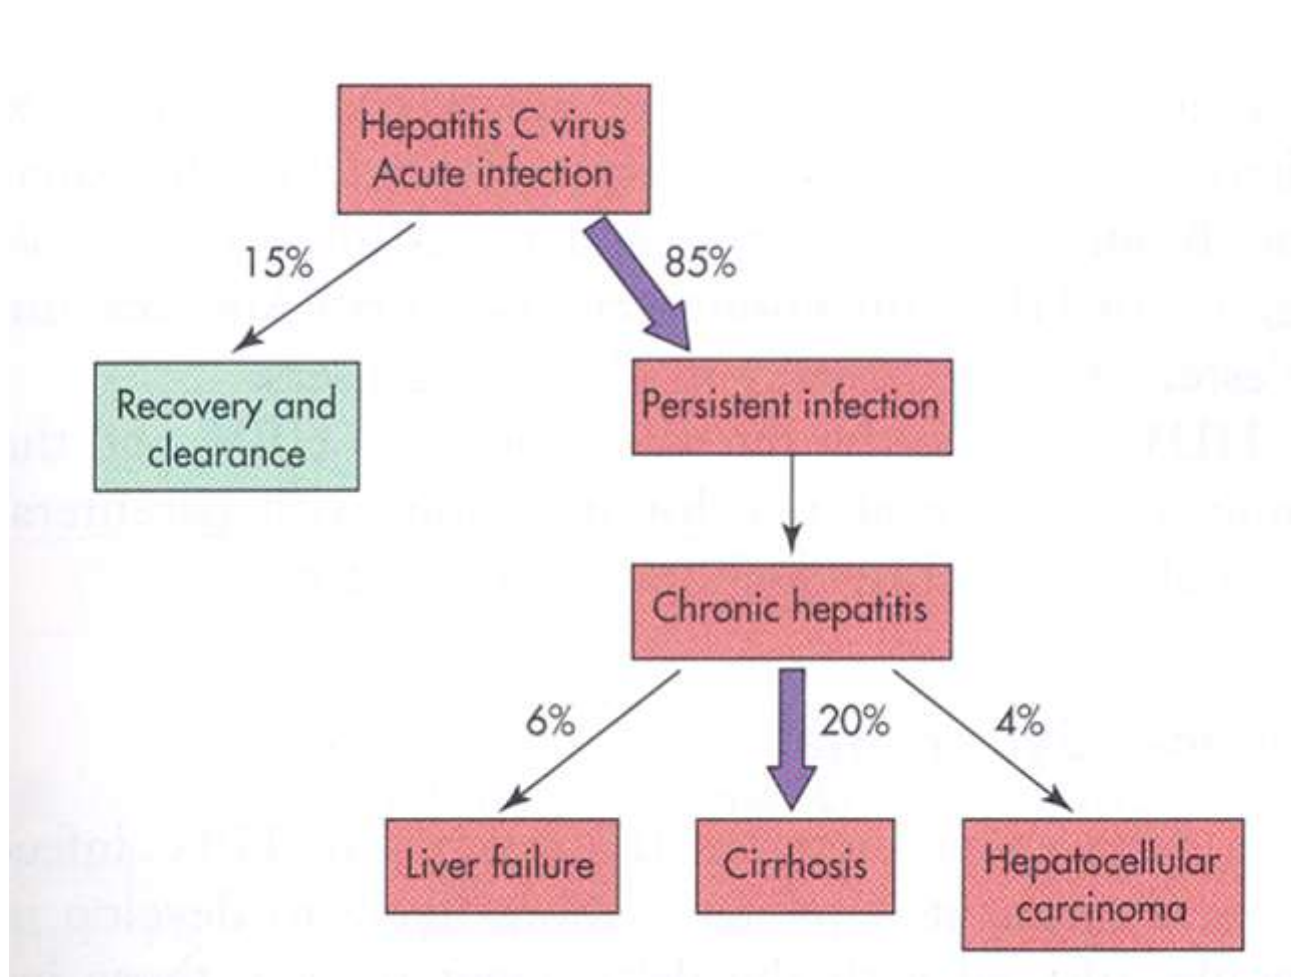 Hepatitis C virus
Acute infection
15%
85%
Recovery and
clearance
Persistent infection
Chronic hepatitis
6%
20%
4%
Liver failure
Cirrhosis
Hepatocellular
carcinoma